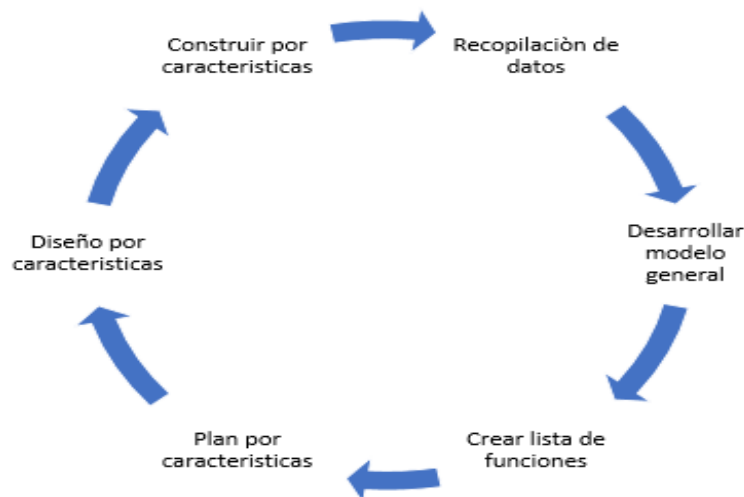 Construir por
caracteristicas
Recopilaciòn de
datos
Desarrollar
modelo
general
Crear lista de
funciones
Plan por
caracteristicas
Diseño por
caracteristicas